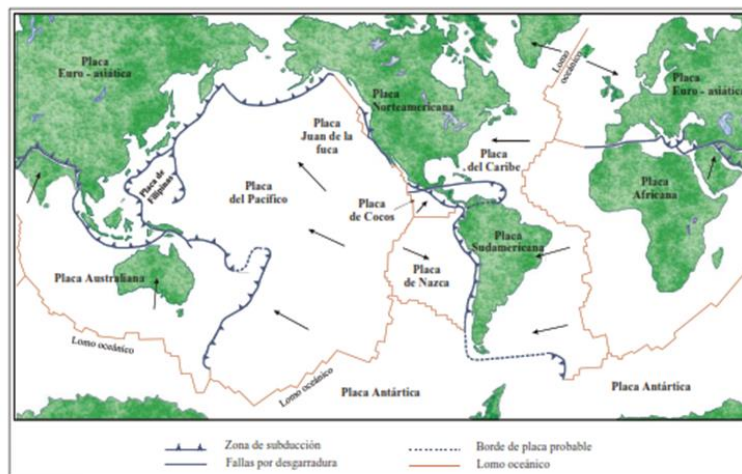 Placa
Euro - asiática
Placa
Norteamericana
Lomo
oceánico
Placa
Euro - asiática
Placa
Juan de la
fuca
Placa de
Filipinas
Placa
del Pacífico
Placa
del Caribe
Placa
de Cocos
Placa
Africana
Placa
Sudamericana
Placa Australiana
Placa
de Nazca
Lomo oceánico
Lomo oceánico
Placa Antártica
Placa Antártica
Zona de subducción
Borde de placa probable
Fallas por desgarradura
Lomo oceánico